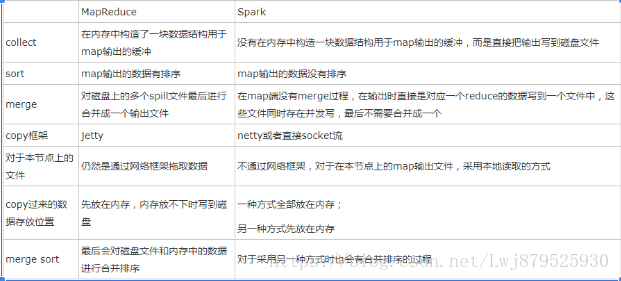 MapReduce Spark
collect
在内存中构造了一块数据结构用于
map输出的缓冲
没有在内存中构造一块数据结构用于map输出的缓冲，而是直接把输出写到磁盘文件
sort map输出的数据有排序 map输出的数据没有排序
merge
对磁盘上的多个spill文件最后进行
合并成一个输出文件
在map端没有merge过程，在输出时直接是对应一个reduce的数据写到一个文件中，这
些文件同时存在并发写，最后不需要合并成一个
copy框架 jetty netty或者直接socket流
对于本节点上的
文件
仍然是通过网络框架拖取数据
不通过网络框架，对于在本节点上的map输出文件，采用本地读取的方式
copy过来的数
据存放位置
先放在内存，内存放不下时写到磁
盘
一种方式全部放在内存；
另一种方式先放在内存
merge sort
最后会对磁盘文件和内存中的数据
进行合并排序
对于采用另一种方式时也会有合并排序的过程
https://blog.csdn.net/Lwj879525930